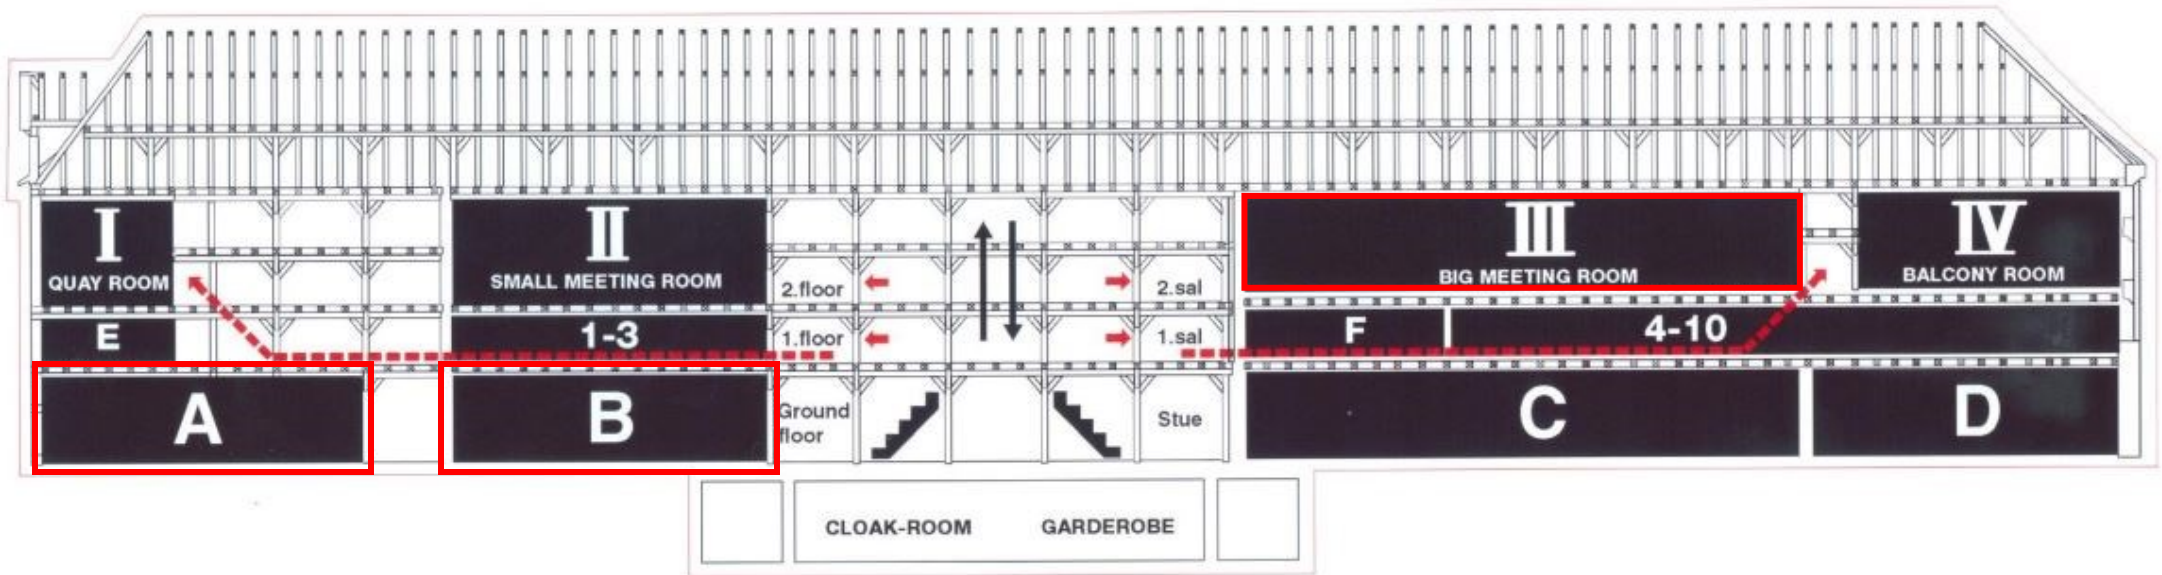 I
QUAY ROOM
II
SMALL MEETING ROOM
2.floor
2.sal
III
BIG MEETING ROOM
IV
BALCONY ROOM
E
1-3
1.floor
1.sal
F
4-10
A
B
Ground
floor
Stue
C
D
CLOAK-ROOM
GARDEROBE